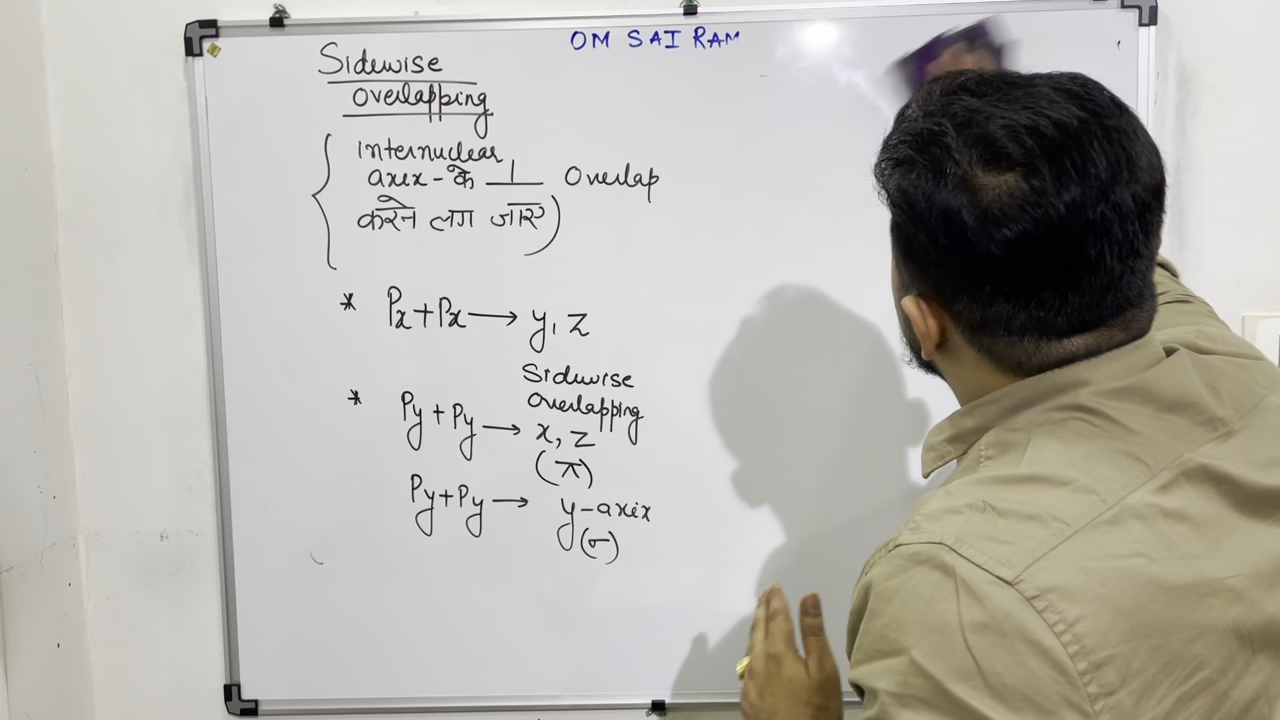 OM SAI RAM
Sidewise
Overlapping
{ Internuclear
axix - के ⊥ Overlap
करने लग जाए )
* Px + Px → y, z
Sidewise
Overlapping
* Py + Py → x, z
(π)
Py + Py → y-axix
(σ)